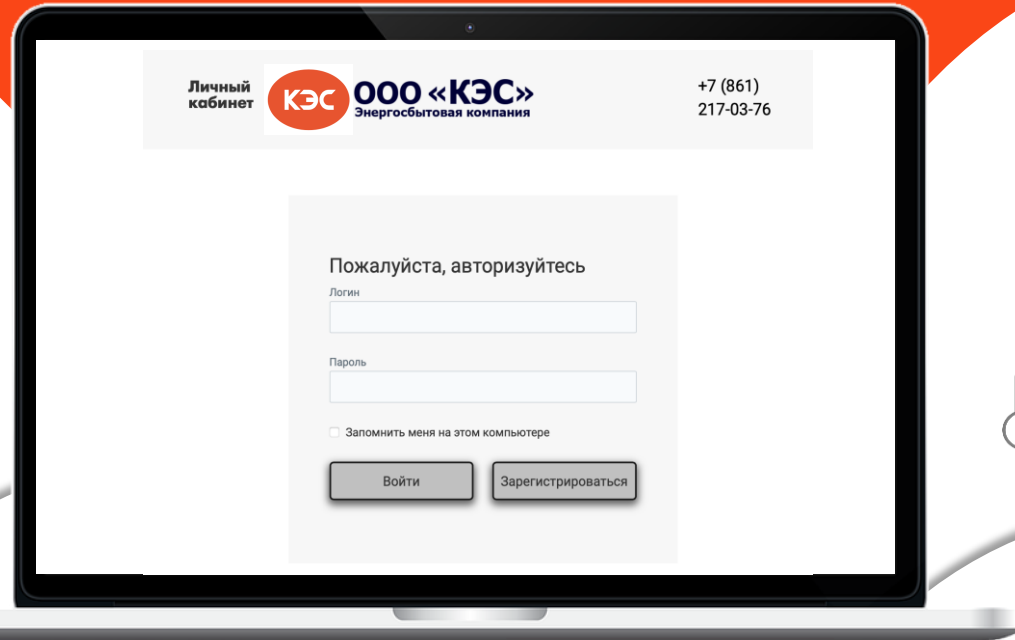 Личный
кабинет
КЭС
ООО «КЭС»
Энергосбытовая компания
+7 (861)
217-03-76
Пожалуйста, авторизуйтесь
Логин
Пароль
Запомнить меня на этом компьютере
Войти
Зарегистрироваться